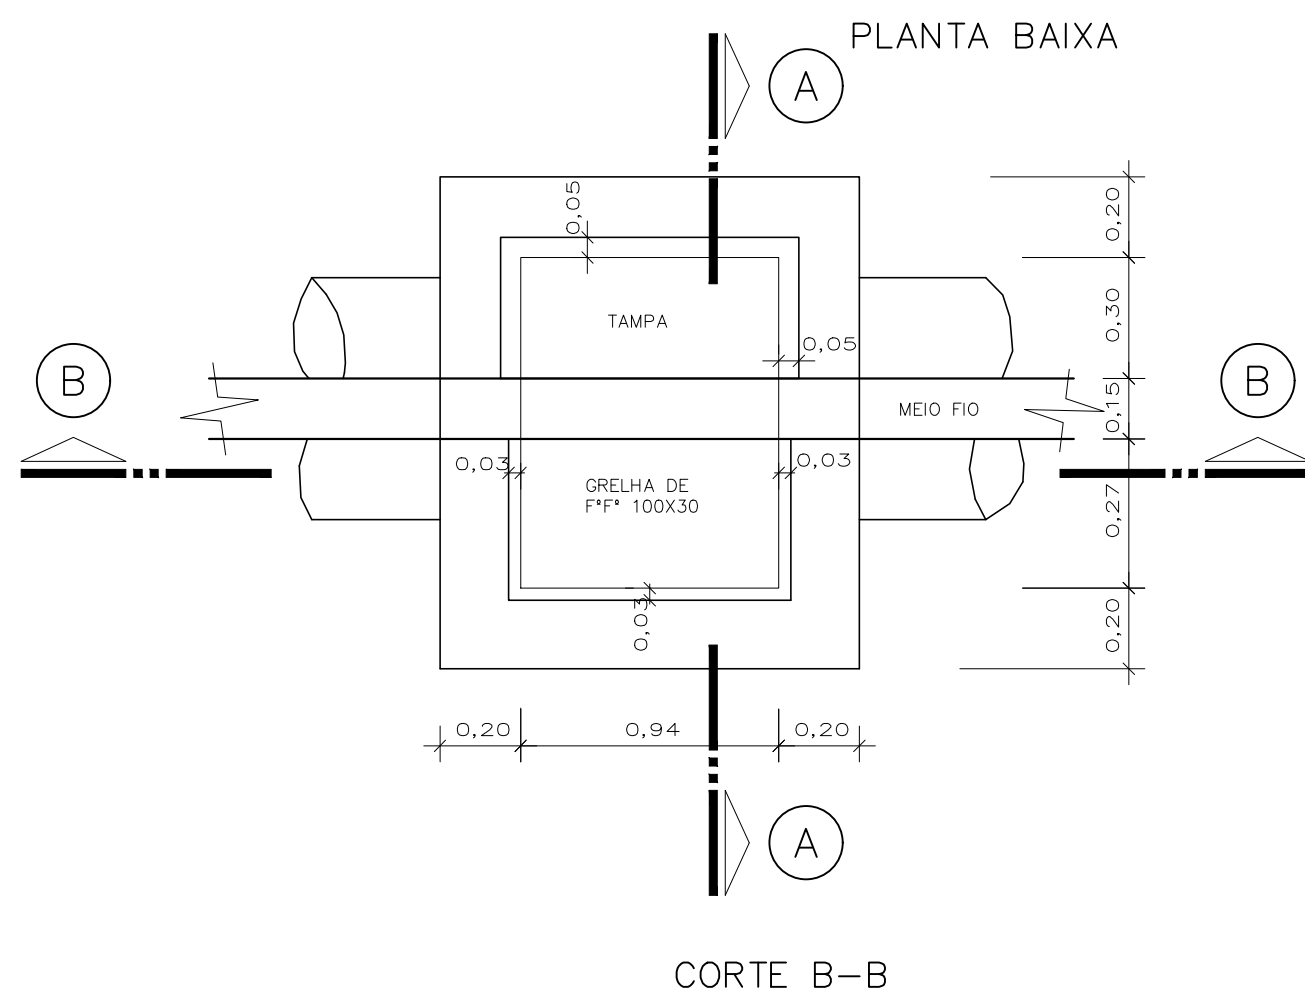 PLANTA BAIXA
A
0,05
0,20
TAMPA
0,30
0,05
B
B
MEIO FIO
0,15
0,03
0,03
GRELHA DE
FºFº 100X30
0,27
0,03
0,20
0,20
0,94
0,20
A
CORTE B-B